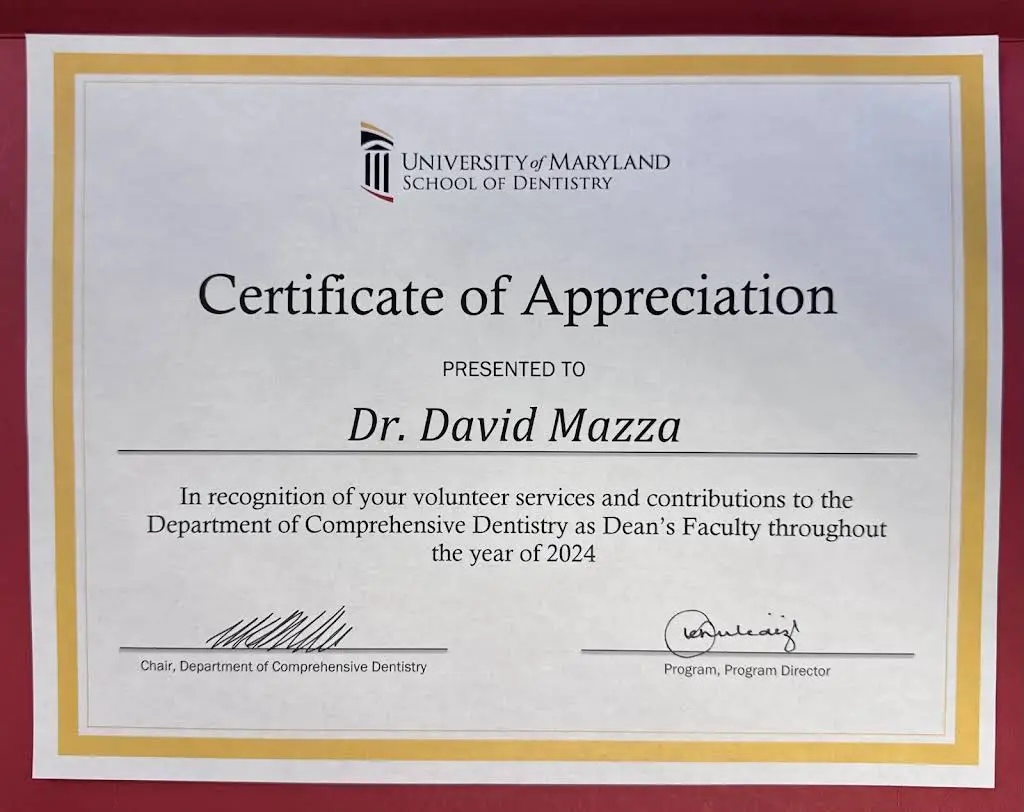 UNIVERSITY of MARYLAND
SCHOOL OF DENTISTRY
Certificate of Appreciation
PRESENTED TO
Dr. David Mazza
In recognition of your volunteer services and contributions to the
Department of Comprehensive Dentistry as Dean's Faculty throughout
the year of 2024
Chair, Department of Comprehensive Dentistry
Program, Program Director